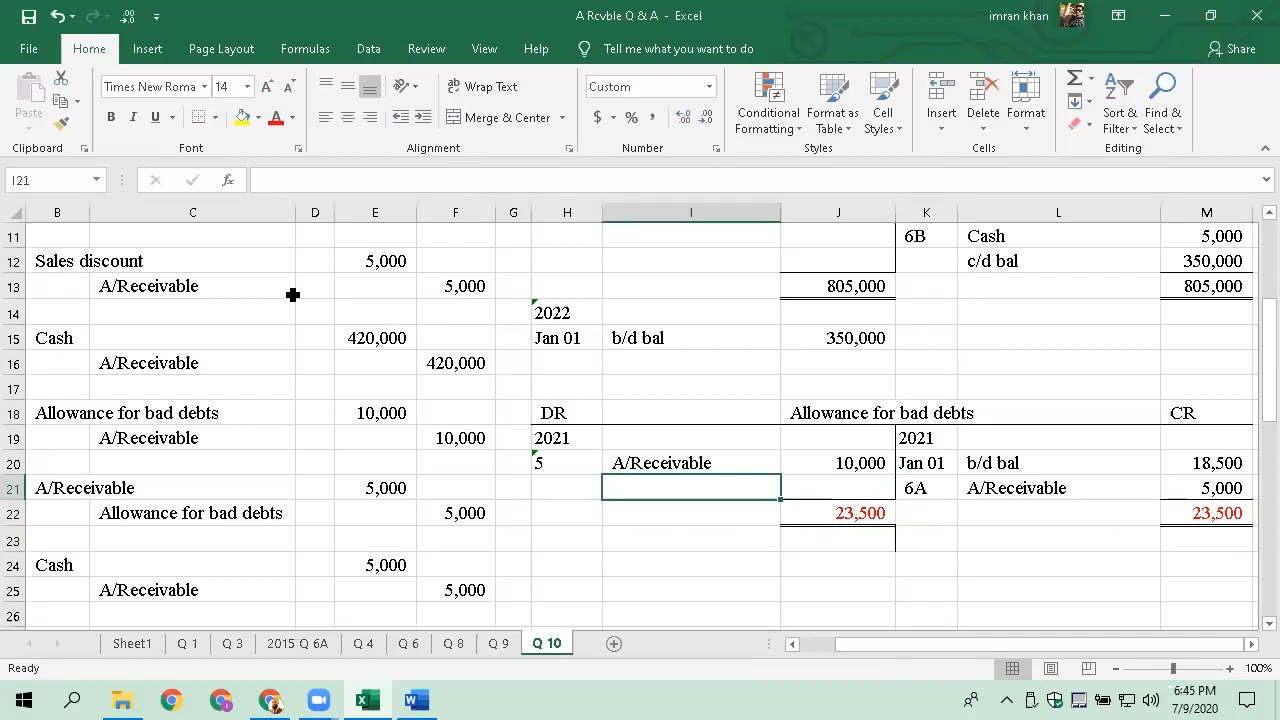 A Rcvble Q & A - Excel
imran khan
File Home Insert Page Layout Formulas Data Review View Help Tell me what you want to do Share
Times New Roma 14 A A Wrap Text Custom
Paste B I U A Merge & Center $ % , Conditional Formatting Format as Table Cell Styles Insert Delete Format Sort & Filter Find & Select
Clipboard Font Alignment Number Styles Cells Editing
I21 fx
B C D E F G H I J K L M
11 6B Cash 5,000
12 Sales discount 5,000 c/d bal 350,000
13 A/Receivable 5,000 805,000 805,000
14 2022
15 Cash 420,000 Jan 01 b/d bal 350,000
16 A/Receivable 420,000
17
18 Allowance for bad debts 10,000 DR Allowance for bad debts CR
19 A/Receivable 10,000 2021 2021
20 5 A/Receivable 10,000 Jan 01 b/d bal 18,500
21 A/Receivable 5,000 6A A/Receivable 5,000
22 Allowance for bad debts 5,000 23,500 23,500
23
24 Cash 5,000
25 A/Receivable 5,000
26
Sheet1 Q 1 Q 3 2015 Q 6A Q 4 Q 6 Q 8 Q 9 Q 10
Ready 100%
6:45 PM
7/9/2020